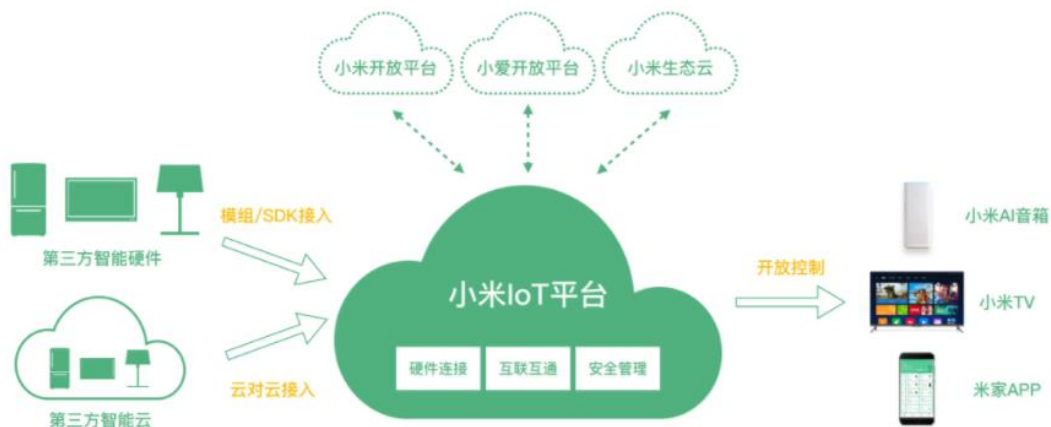 小米开放平台
小爱开放平台
小米生态云
模组/SDK接入
第三方智能硬件
小米IoT平台
硬件连接
互联互通
安全管理
云对云接入
第三方智能云
开放控制
小米AI音箱
小米TV
米家APP